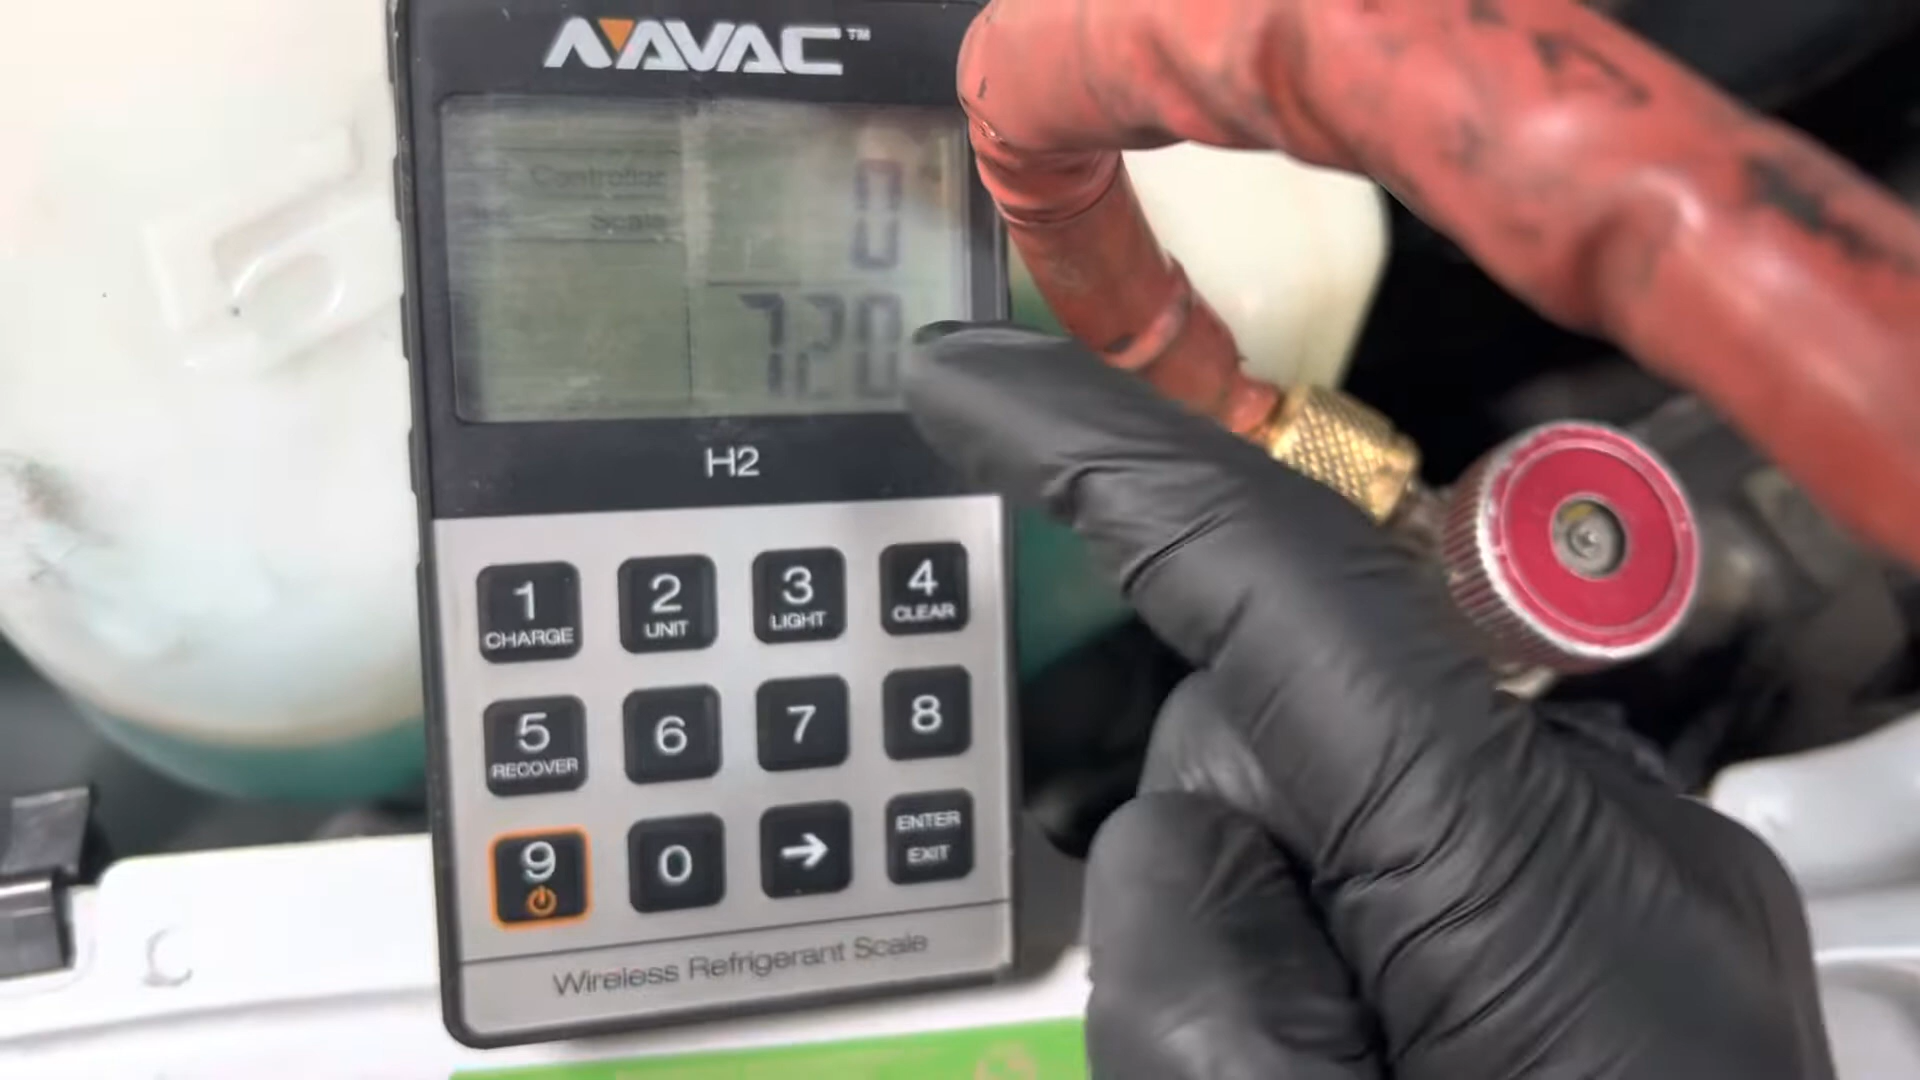 NAVAC™
Controlling
Scale
0
720
H2
1 2 3 4
CHARGE UNIT LIGHT CLEAR
5 6 7 8
RECOVER
9 0 → ENTER
EXIT
Wireless Refrigerant Scale